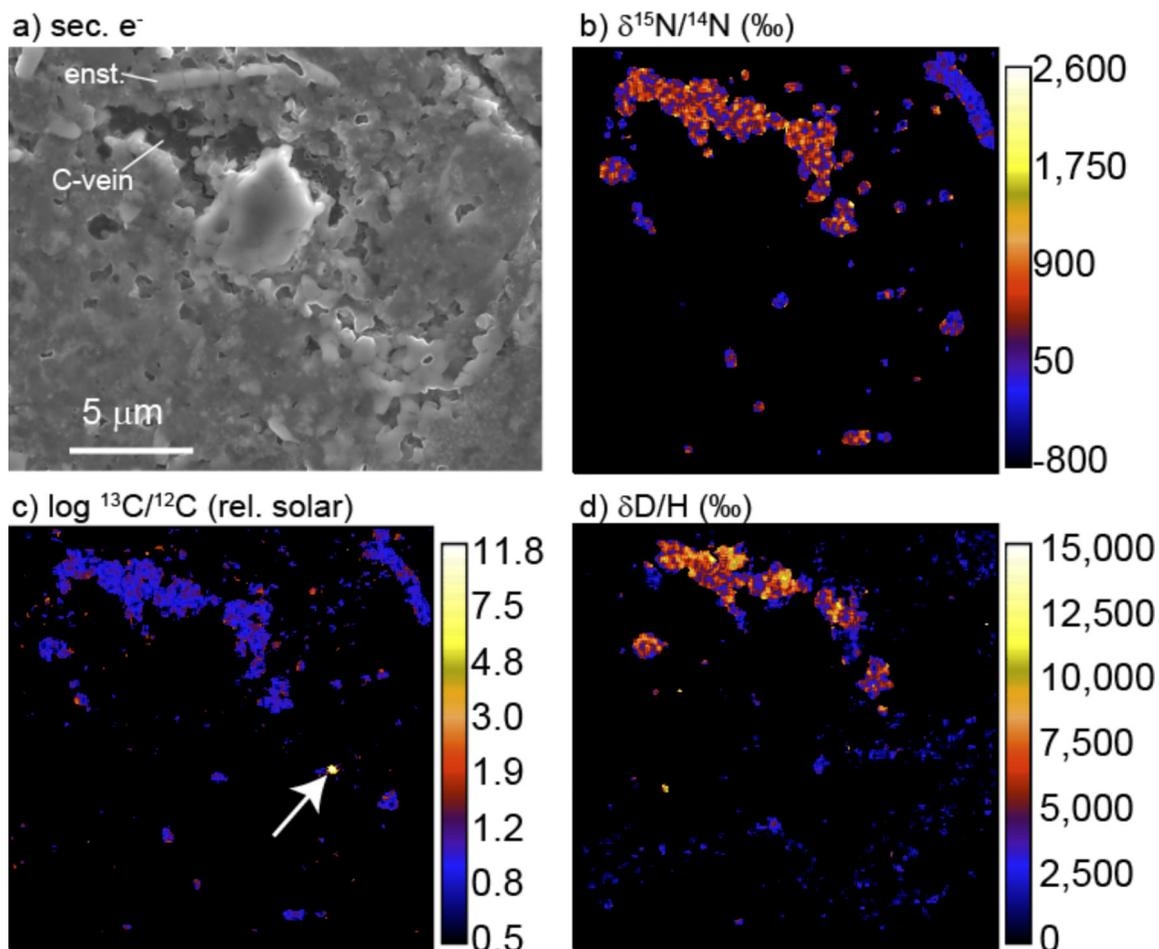 a) sec. e⁻
enst.
C-vein
5 μm
b) δ¹⁵N/¹⁴N (‰)
2,600
1,750
900
50
-800
c) log ¹³C/¹²C (rel. solar)
11.8
7.5
4.8
3.0
1.9
1.2
0.8
0.5
d) δD/H (‰)
15,000
12,500
10,000
7,500
5,000
2,500
0